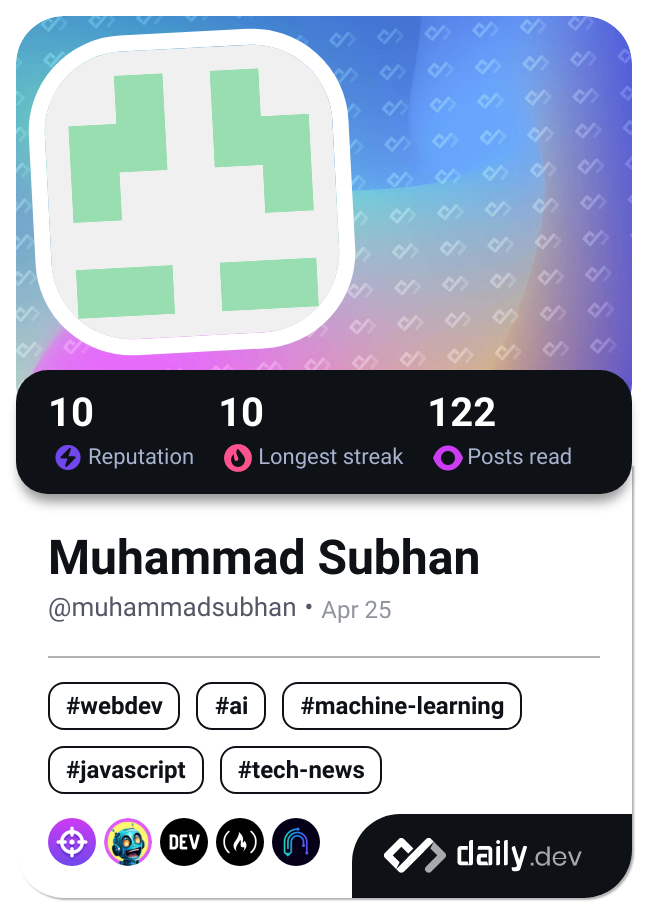 10 10 122
Reputation Longest streak Posts read
Muhammad Subhan
@muhammadsubhan • Apr 25
#webdev #ai #machine-learning
#javascript #tech-news
DEV
daily.dev